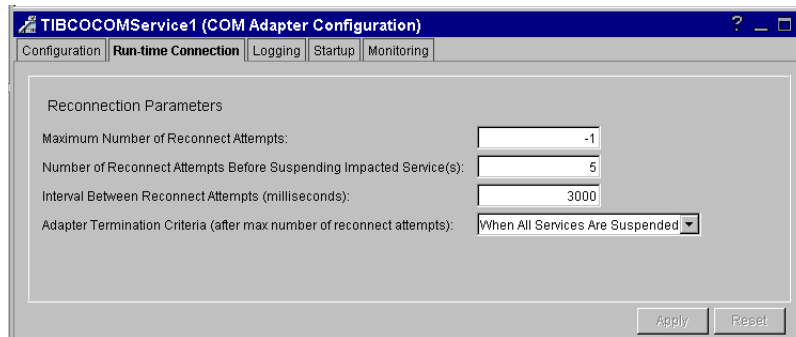 TIBCOCOMService1 (COM Adapter Configuration) ?
Configuration Run-time Connection Logging Startup Monitoring
Reconnection Parameters
Maximum Number of Reconnect Attempts: -1
Number of Reconnect Attempts Before Suspending Impacted Service(s): 5
Interval Between Reconnect Attempts (milliseconds): 3000
Adapter Termination Criteria (after max number of reconnect attempts): When All Services Are Suspended
Apply Reset